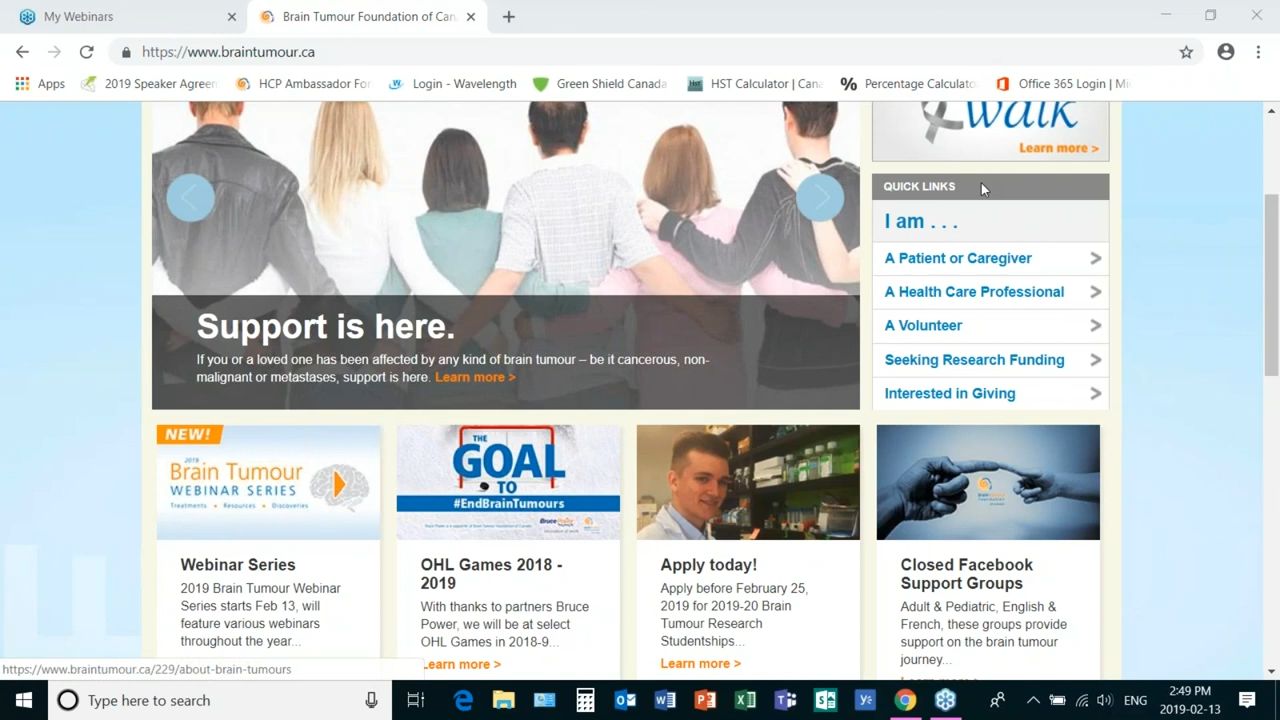 My Webinars
Brain Tumour Foundation of Can
https://www.braintumour.ca
Apps
2019 Speaker Agreen
HCP Ambassador For
Login - Wavelength
Green Shield Canada
HST Calculator | Cana
Percentage Calculato
Office 365 Login | Mi
walk
Learn more >
QUICK LINKS
I am . . .
A Patient or Caregiver
A Health Care Professional
A Volunteer
Seeking Research Funding
Interested in Giving
Support is here.
If you or a loved one has been affected by any kind of brain tumour – be it cancerous, non-
malignant or metastases, support is here. Learn more >
NEW!
2019
Brain Tumour
WEBINAR SERIES
Treatments • Resources • Discoveries
Webinar Series
2019 Brain Tumour Webinar
Series starts Feb 13, will
feature various webinars
throughout the year...
THE
GOAL
TO
#EndBrainTumours
Bruce Power
OHL Games 2018 -
2019
With thanks to partners Bruce
Power, we will be at select
OHL Games in 2018-9...
Learn more >
Apply today!
Apply before February 25,
2019 for 2019-20 Brain
Tumour Research
Studentships...
Learn more >
Closed Facebook
Support Groups
Adult & Pediatric, English &
French, these groups provide
support on the brain tumour
journey...
https://www.braintumour.ca/229/about-brain-tumours
Type here to search
ENG
2:49 PM
2019-02-13